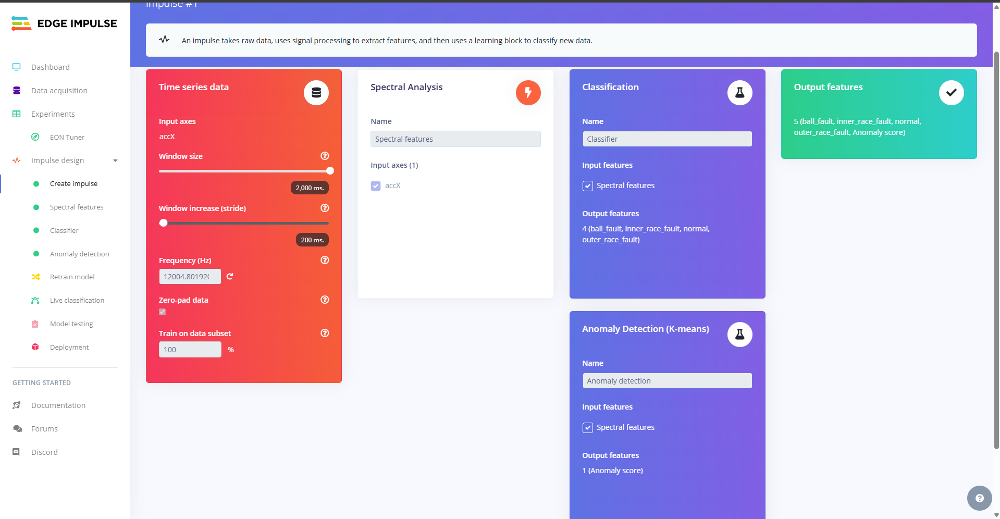 Impulse #1
EDGE IMPULSE
An impulse takes raw data, uses signal processing to extract features, and then uses a learning block to classify new data.
Dashboard
Data acquisition
Experiments
EON Tuner
Impulse design
Create impulse
Spectral features
Classifier
Anomaly detection
Retrain model
Live classification
Model testing
Deployment
GETTING STARTED
Documentation
Forums
Discord
Time series data
Input axes
accX
Window size
2,000 ms.
Window increase (stride)
200 ms.
Frequency (Hz)
12004.80192
Zero-pad data
Train on data subset
100 %
Spectral Analysis
Name
Spectral features
Input axes (1)
accX
Classification
Name
Classifier
Input features
Spectral features
Output features
4 (ball_fault, inner_race_fault, normal,
outer_race_fault)
Anomaly Detection (K-means)
Name
Anomaly detection
Input features
Spectral features
Output features
1 (Anomaly score)
Output features
5 (ball_fault, inner_race_fault, normal,
outer_race_fault, Anomaly score)